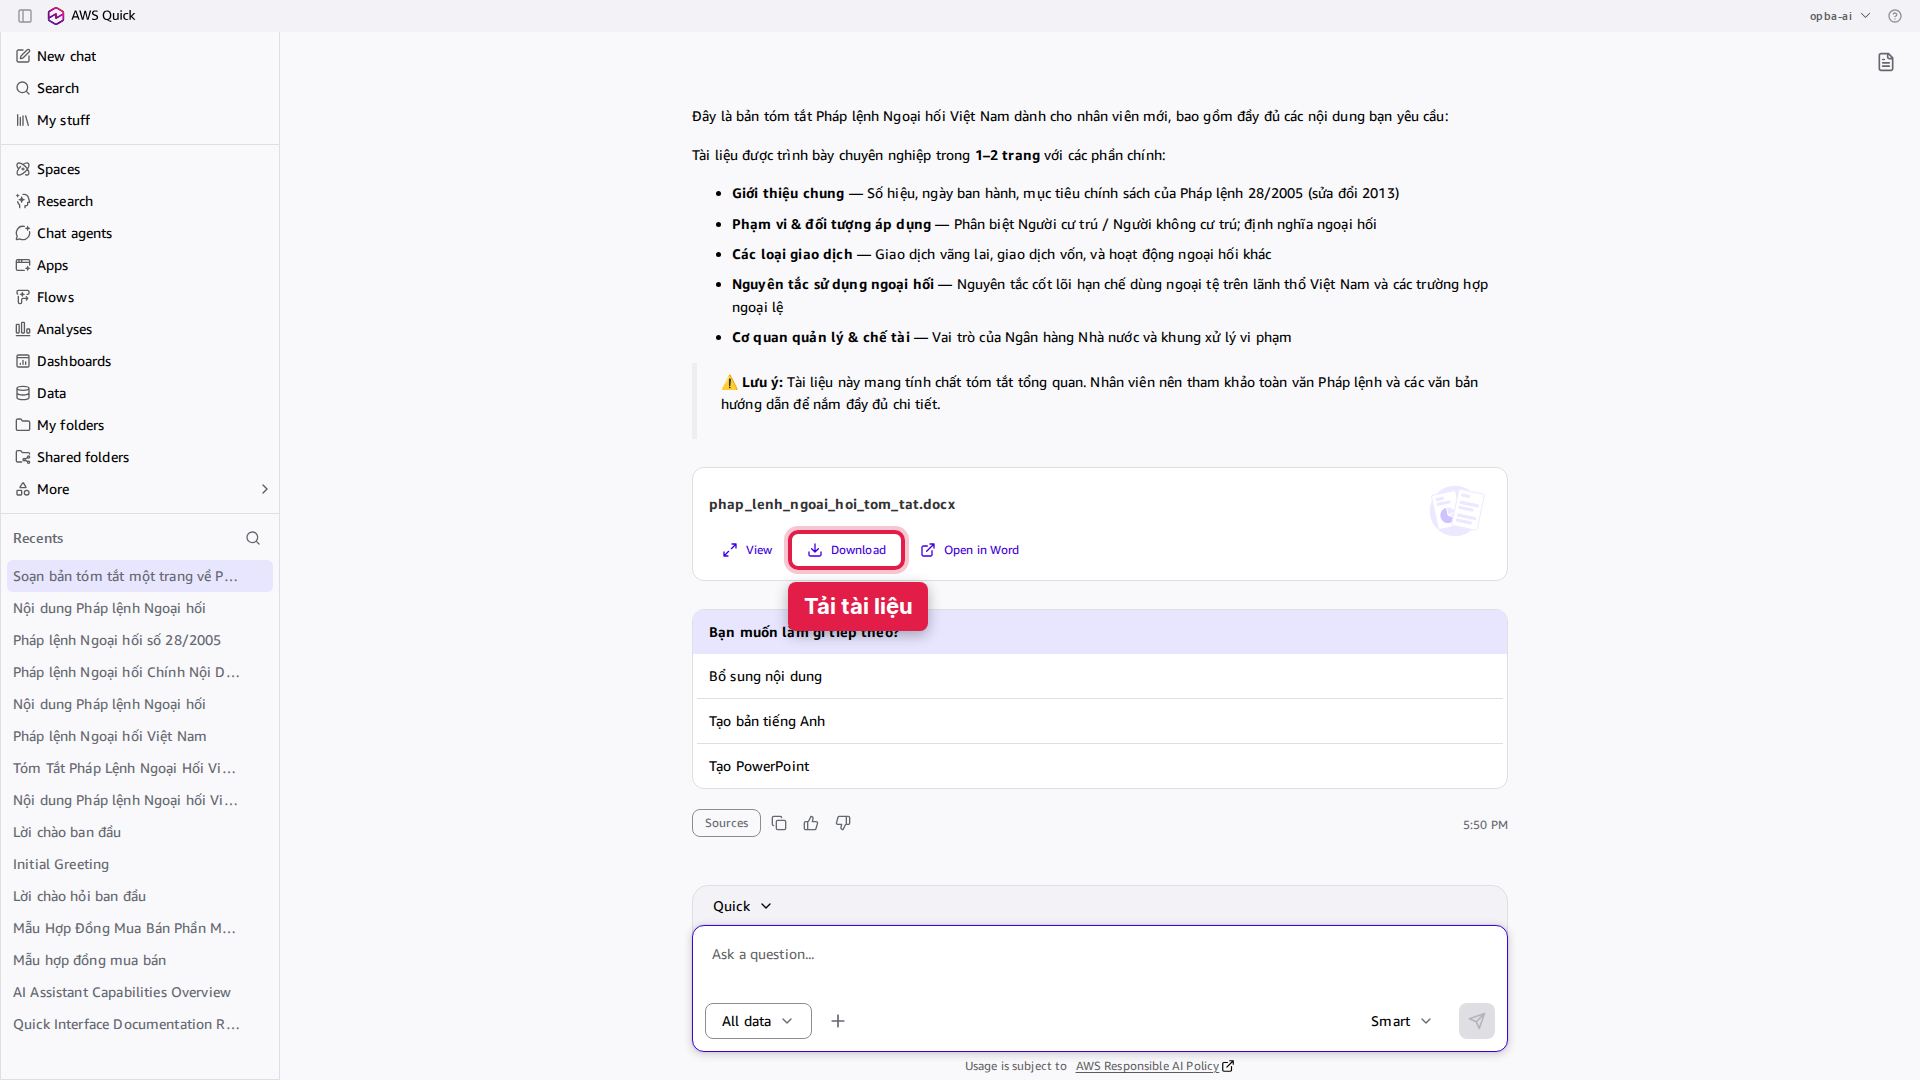 AWS Quick
opba-ai
New chat
Search
My stuff
Spaces
Research
Chat agents
Apps
Flows
Analyses
Dashboards
Data
My folders
Shared folders
More
Recents
Soạn bản tóm tắt một trang về P...
Nội dung Pháp lệnh Ngoại hối
Pháp lệnh Ngoại hối số 28/2005
Pháp lệnh Ngoại hối Chính Nội D...
Nội dung Pháp lệnh Ngoại hối
Pháp lệnh Ngoại hối Việt Nam
Tóm Tắt Pháp Lệnh Ngoại Hối Vi...
Nội dung Pháp lệnh Ngoại hối Vi...
Lời chào ban đầu
Initial Greeting
Lời chào hỏi ban đầu
Mẫu Hợp Đồng Mua Bán Phần M...
Mẫu hợp đồng mua bán
AI Assistant Capabilities Overview
Quick Interface Documentation R...
Đây là bản tóm tắt Pháp lệnh Ngoại hối Việt Nam dành cho nhân viên mới, bao gồm đầy đủ các nội dung bạn yêu cầu:
Tài liệu được trình bày chuyên nghiệp trong 1–2 trang với các phần chính:
• Giới thiệu chung — Số hiệu, ngày ban hành, mục tiêu chính sách của Pháp lệnh 28/2005 (sửa đổi 2013)
• Phạm vi & đối tượng áp dụng — Phân biệt Người cư trú / Người không cư trú; định nghĩa ngoại hối
• Các loại giao dịch — Giao dịch vãng lai, giao dịch vốn, và hoạt động ngoại hối khác
• Nguyên tắc sử dụng ngoại hối — Nguyên tắc cốt lõi hạn chế dùng ngoại tệ trên lãnh thổ Việt Nam và các trường hợp
ngoại lệ
• Cơ quan quản lý & chế tài — Vai trò của Ngân hàng Nhà nước và khung xử lý vi phạm
⚠️ Lưu ý: Tài liệu này mang tính chất tóm tắt tổng quan. Nhân viên nên tham khảo toàn văn Pháp lệnh và các văn bản
hướng dẫn để nắm đầy đủ chi tiết.
phap_lenh_ngoai_hoi_tom_tat.docx
View
Download
Open in Word
Tải tài liệu
Bạn muốn làm gì tiếp theo?
Bổ sung nội dung
Tạo bản tiếng Anh
Tạo PowerPoint
Sources
5:50 PM
Quick
Ask a question...
All data
Smart
Usage is subject to AWS Responsible AI Policy